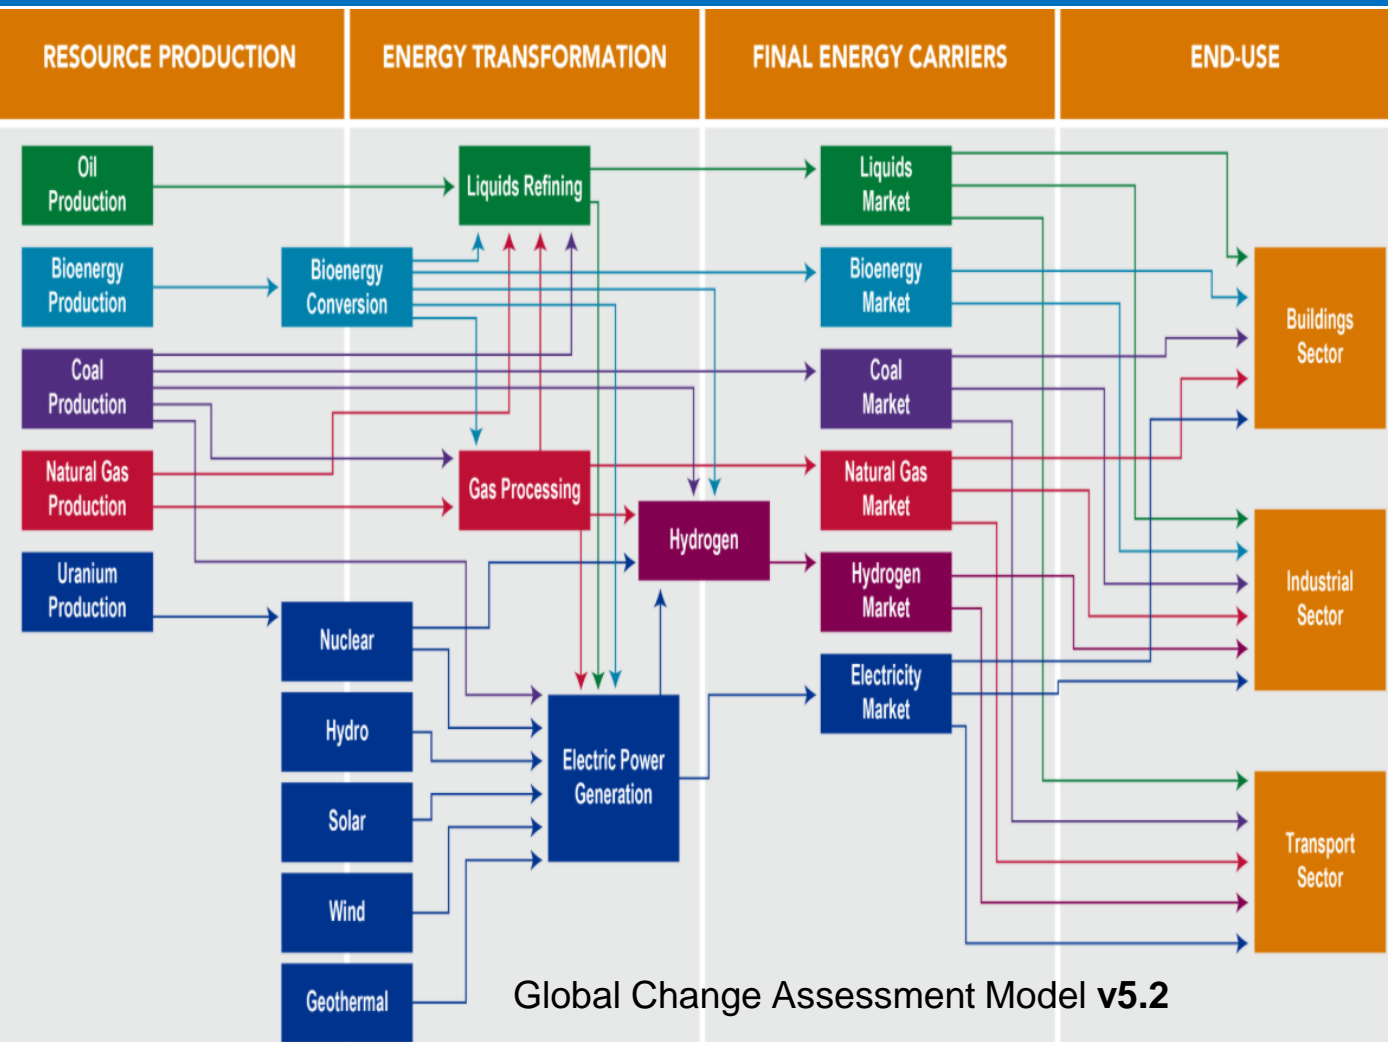 RESOURCE PRODUCTION
ENERGY TRANSFORMATION
FINAL ENERGY CARRIERS
END-USE
Oil
Production
Liquids Refining
Liquids
Market
Bioenergy
Production
Bioenergy
Conversion
Bioenergy
Market
Buildings
Sector
Coal
Production
Coal
Market
Natural Gas
Production
Gas Processing
Natural Gas
Market
Hydrogen
Uranium
Production
Hydrogen
Market
Industrial
Sector
Nuclear
Electricity
Market
Hydro
Electric Power
Generation
Solar
Transport
Sector
Wind
Geothermal
Global Change Assessment Model v5.2